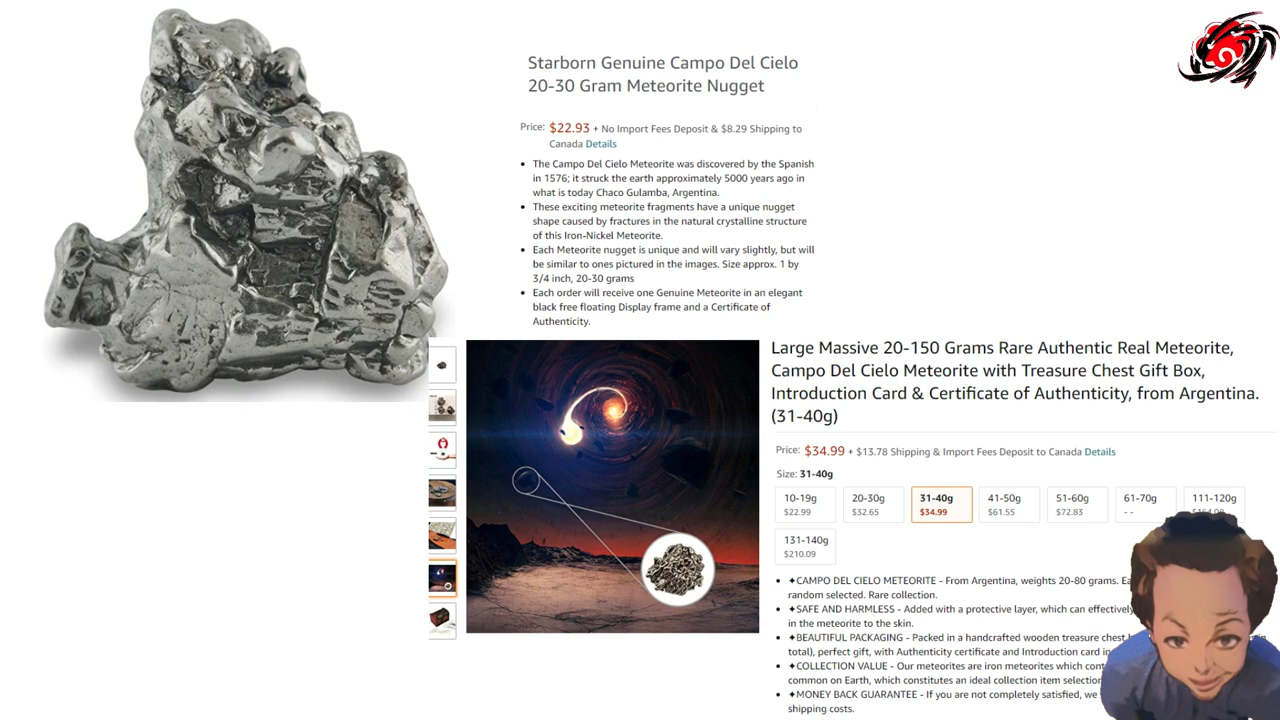 Starborn Genuine Campo Del Cielo
20-30 Gram Meteorite Nugget
Price: $22.93 + No Import Fees Deposit & $8.29 Shipping to
Canada Details
• The Campo Del Cielo Meteorite was discovered by the Spanish
in 1576; it struck the earth approximately 5000 years ago in
what is today Chaco Gulamba, Argentina.
• These exciting meteorite fragments have a unique nugget
shape caused by fractures in the natural crystalline structure
of this Iron-Nickel Meteorite.
• Each Meteorite nugget is unique and will vary slightly, but will
be similar to ones pictured in the images. Size approx. 1 by
3/4 inch, 20-30 grams
• Each order will receive one Genuine Meteorite in an elegant
black free floating Display frame and a Certificate of
Authenticity.
Large Massive 20-150 Grams Rare Authentic Real Meteorite,
Campo Del Cielo Meteorite with Treasure Chest Gift Box,
Introduction Card & Certificate of Authenticity, from Argentina.
(31-40g)
Price: $34.99 + $13.78 Shipping & Import Fees Deposit to Canada Details
Size: 31-40g
10-19g 20-30g 31-40g 41-50g 51-60g 61-70g 111-120g
$22.99 $32.65 $34.99 $61.55 $72.83 - -
131-140g
$210.09
• ✦CAMPO DEL CIELO METEORITE - From Argentina, weights 20-80 grams.
random selected. Rare collection.
• ✦SAFE AND HARMLESS - Added with a protective layer, which can effectively
in the meteorite to the skin.
• ✦BEAUTIFUL PACKAGING - Packed in a handcrafted wooden treasure chest
total), perfect gift, with Authenticity certificate and Introduction card
• ✦COLLECTION VALUE - Our meteorites are iron meteorites which
common on Earth, which constitutes an ideal collection item
• ✦MONEY BACK GUARANTEE - If you are not completely satisfied, we
shipping costs.